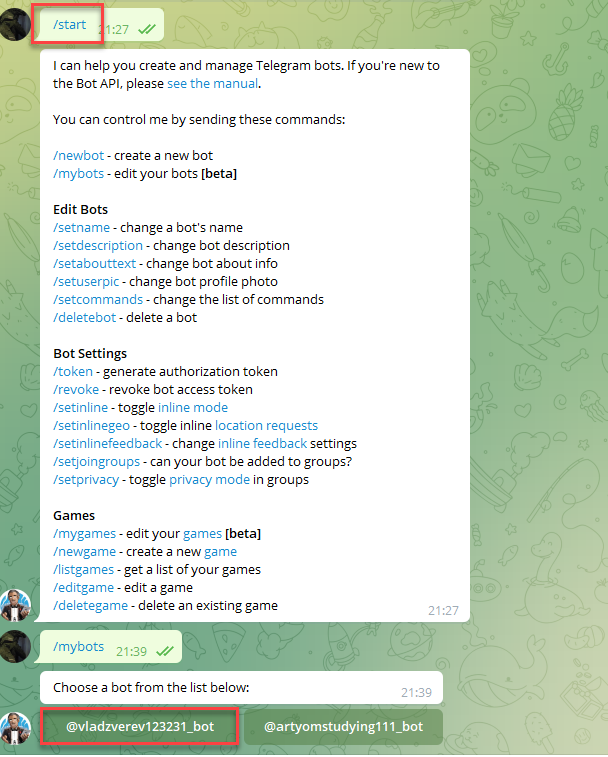 /start 21:27
I can help you create and manage Telegram bots. If you're new to
the Bot API, please see the manual.
You can control me by sending these commands:
/newbot - create a new bot
/mybots - edit your bots [beta]
Edit Bots
/setname - change a bot's name
/setdescription - change bot description
/setabouttext - change bot about info
/setuserpic - change bot profile photo
/setcommands - change the list of commands
/deletebot - delete a bot
Bot Settings
/token - generate authorization token
/revoke - revoke bot access token
/setinline - toggle inline mode
/setinlinegeo - toggle inline location requests
/setinlinefeedback - change inline feedback settings
/setjoingroups - can your bot be added to groups?
/setprivacy - toggle privacy mode in groups
Games
/mygames - edit your games [beta]
/newgame - create a new game
/listgames - get a list of your games
/editgame - edit a game
/deletegame - delete an existing game
21:27
/mybots 21:39
Choose a bot from the list below: 21:39
@vladzverev123231_bot @artyomstudying111_bot